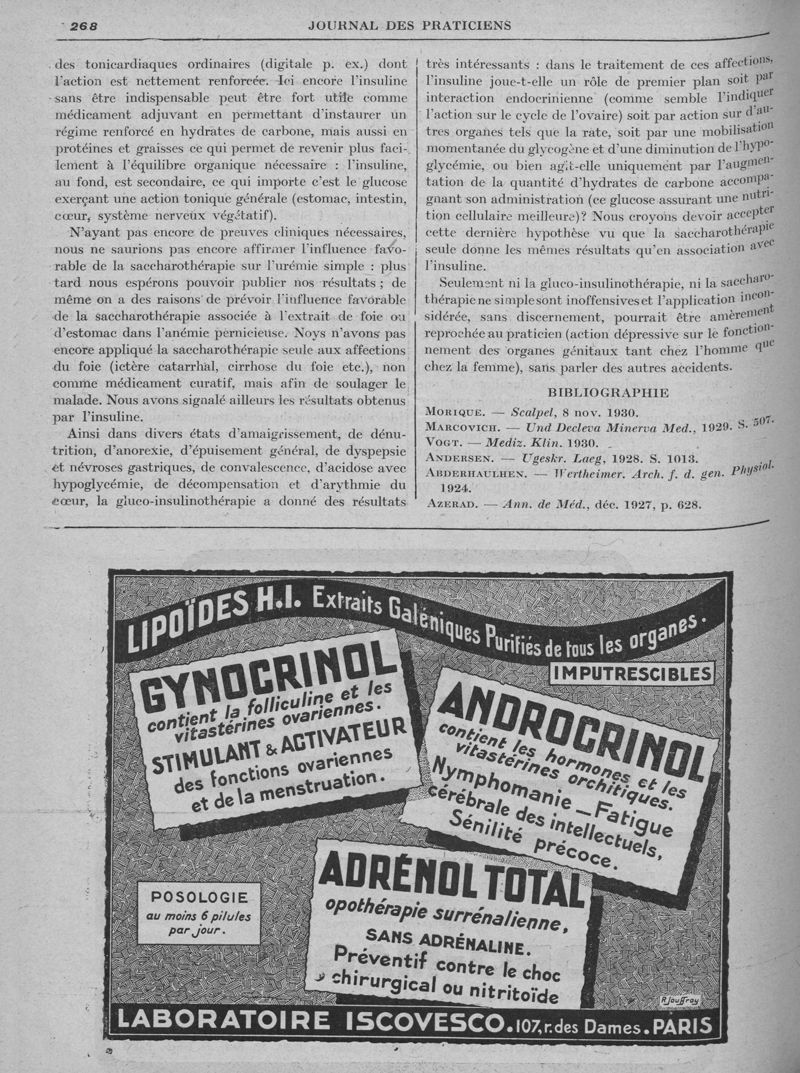 268
JOURNAL DES PRATICIENS
des tonicardiaques ordinaires (digitale p. ex.) dont
l'action est nettement renforcée. Ici encore l'insuline
sans être indispensable peut être fort utile comme
médicament adjuvant en permettant d'instaurer un
régime renforcé en hydrates de carbone, mais aussi en
protéines et graisses ce qui permet de revenir plus faci-
lement à l'équilibre organique nécessaire : l'insuline,
au fond, est secondaire, ce qui importe c'est le glucose
exerçant une action tonique générale (estomac, intestin,
cœur, système nerveux végétatif).
N'ayant pas encore de preuves cliniques nécessaires,
nous ne saurions pas encore affirmer l'influence favo-
rable de la saccharothérapie sur l'urémie simple : plus
tard nous espérons pouvoir publier nos résultats ; de
même on a des raisons de prévoir l'influence favorable
de la saccharothérapie associée à l'extrait de foie ou
d'estomac dans l'anémie pernicieuse. Noys n'avons pas
encore appliqué la saccharothérapie seule aux affections
du foie (ictère catarrhal, cirrhose du foie etc.), non
comme médicament curatif, mais afin de soulager le
malade. Nous avons signalé ailleurs les résultats obtenus
par l'insuline.
Ainsi dans divers états d'amaigrissement, de dénu-
trition, d'anorexie, d'épuisement général, de dyspepsie
et névroses gastriques, de convalescence, d'acidose avec
hypoglycémie, de décompensation et d'arythmie du
cœur, la gluco-insulinothérapie a donné des résultats
très intéressants : dans le traitement de ces affections,
l'insuline joue-t-elle un rôle de premier plan soit par
interaction endocrinienne (comme semble l'indiquer
l'action sur le cycle de l'ovaire) soit par action sur d'au-
tres organes tels que la rate, soit par une mobilisation
momentanée du glycogène et d'une diminution de l'hypo-
glycémie, ou bien agit-elle uniquement par l'augmen-
tation de la quantité d'hydrates de carbone accompa-
gnant son administration (ce glucose assurant une nutri-
tion cellulaire meilleure)? Nous croyons devoir accepter
cette dernière hypothèse vu que la saccharothérapie
seule donne les mêmes résultats qu'en association avec
l'insuline.
Seulement ni la gluco-insulinothérapie, ni la saccharo-
thérapie ne simple sont inoffensives et l'application incon-
sidérée, sans discernement, pourrait être amèrement
reprochée au praticien (action dépressive sur le fonction-
nement des organes génitaux tant chez l'homme que
chez la femme), sans parler des autres accidents.
BIBLIOGRAPHIE
MORIQUE. — Scalpel, 8 nov. 1930.
MARCOVICH. — Und Decleva Minerva Med., 1929. S. 507.
VOGT. — Mediz. Klin. 1930.
ANDERSEN. — Ugeskr. Laeg, 1928. S. 1013.
ABDERHAULHEN. — Wertheimer. Arch. f. d. gen. Physiol.
1924.
AZERAD. — Ann. de Méd., déc. 1927, p. 628.
LIPOÏDES H.I. Extraits Galéniques Purifiés de tous les organes.
IMPUTRESCIBLES
GYNOCRINOL
contient la folliculine et les
vitastérines ovariennes.
STIMULANT & ACTIVATEUR
des fonctions ovariennes
et de la menstruation.
ANDROCRINOL
contient les hormones et les
vitastérines orchitiques.
Nymphomanie _ Fatigue
cérébrale des intellectuels,
Sénilité précoce.
ADRÉNOL TOTAL
opothérapie surrénalienne,
SANS ADRÉNALINE.
Préventif contre le choc
chirurgical ou nitritoïde
POSOLOGIE
au moins 6 pilules
par jour.
R. Jouffroy
LABORATOIRE ISCOVESCO.107, r. des Dames. PARIS